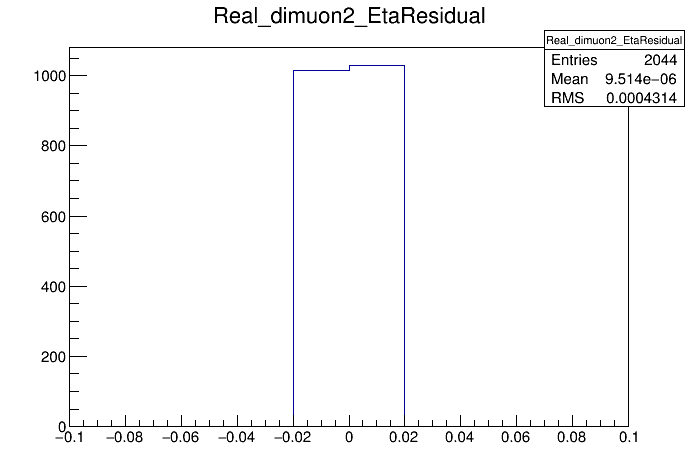 Real_dimuon2_EtaResidual
Real_dimuon2_EtaResidual
Entries 2044
Mean 9.514e−06
RMS 0.0004314
1000
800
600
400
200
0
−0.1 −0.08 −0.06 −0.04 −0.02 0 0.02 0.04 0.06 0.08 0.1